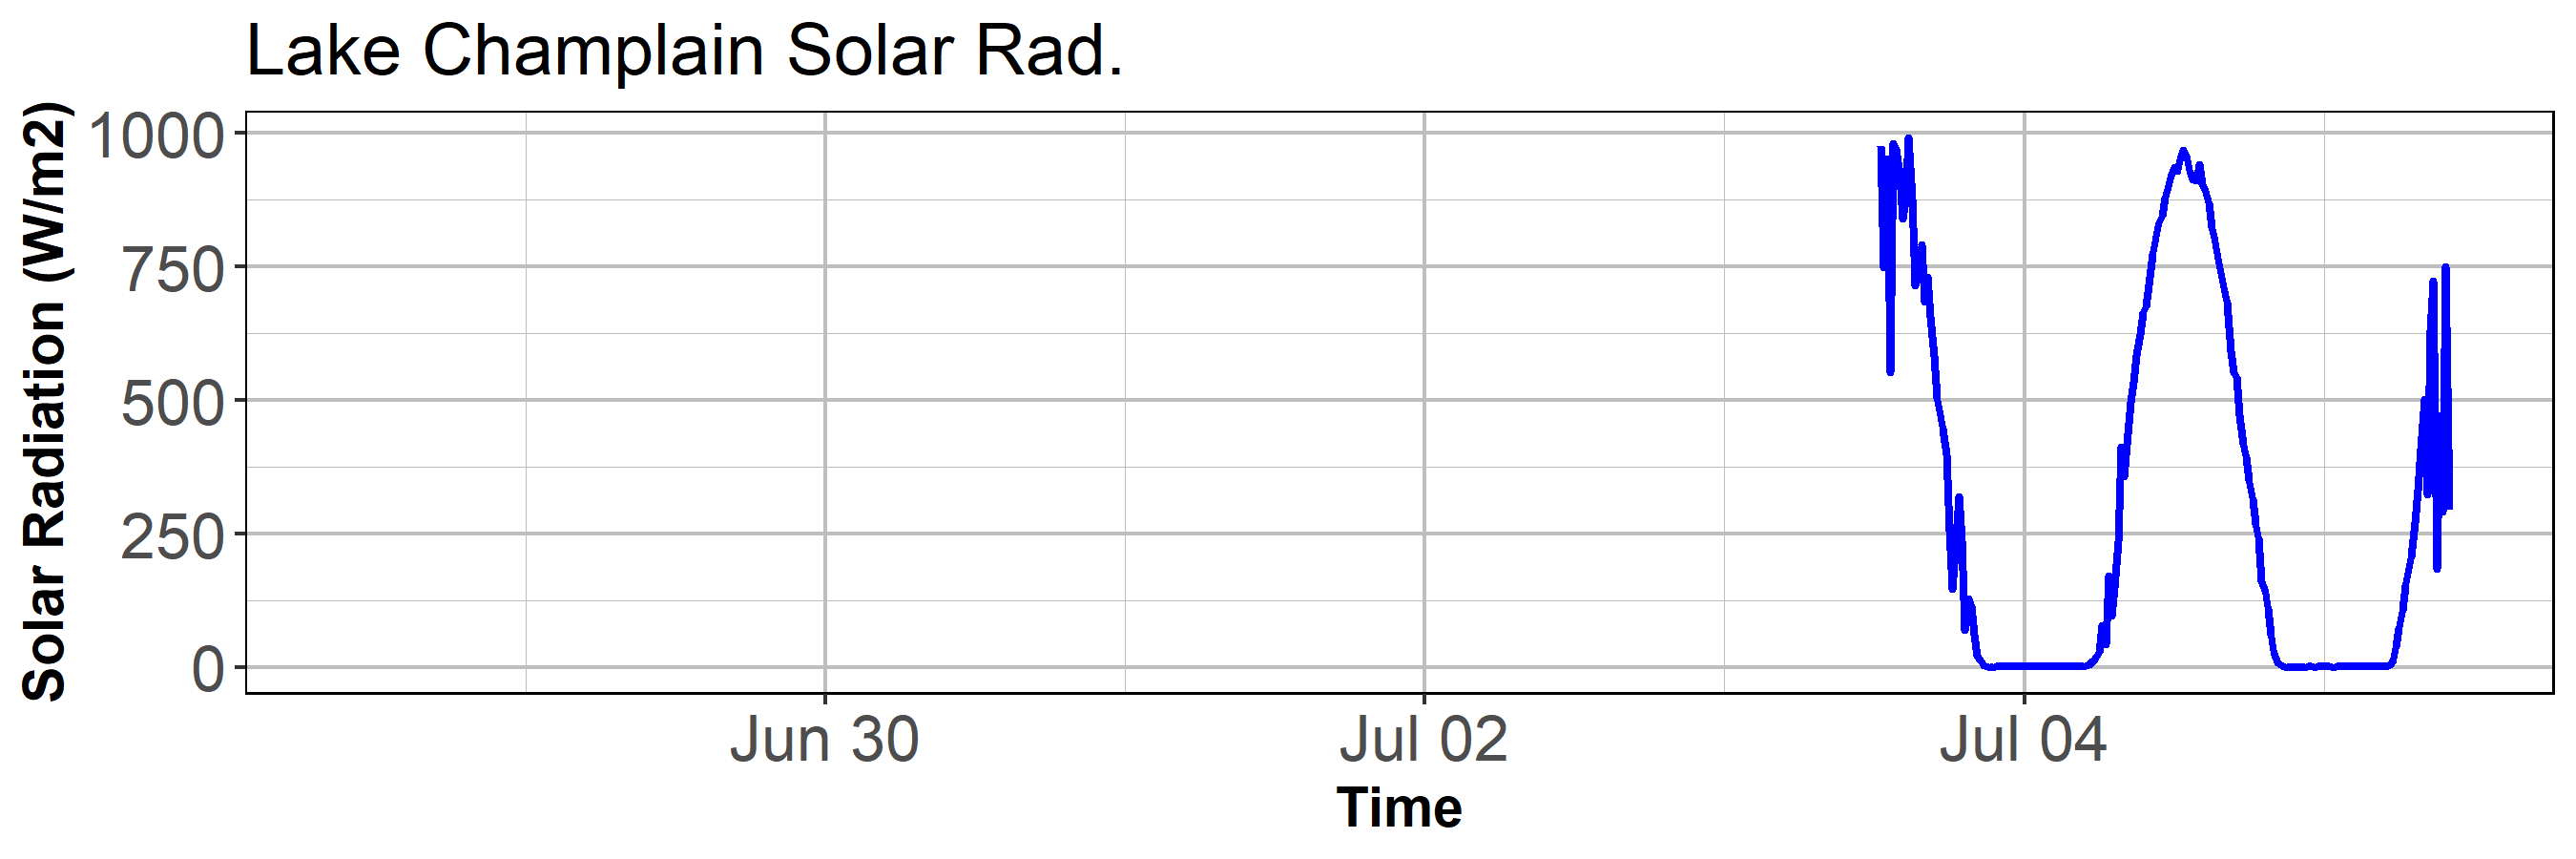 Lake Champlain Solar Rad.
Solar Radiation (W/m2)
1000
750
500
250
0
Jun 30 Jul 02 Jul 04
Time